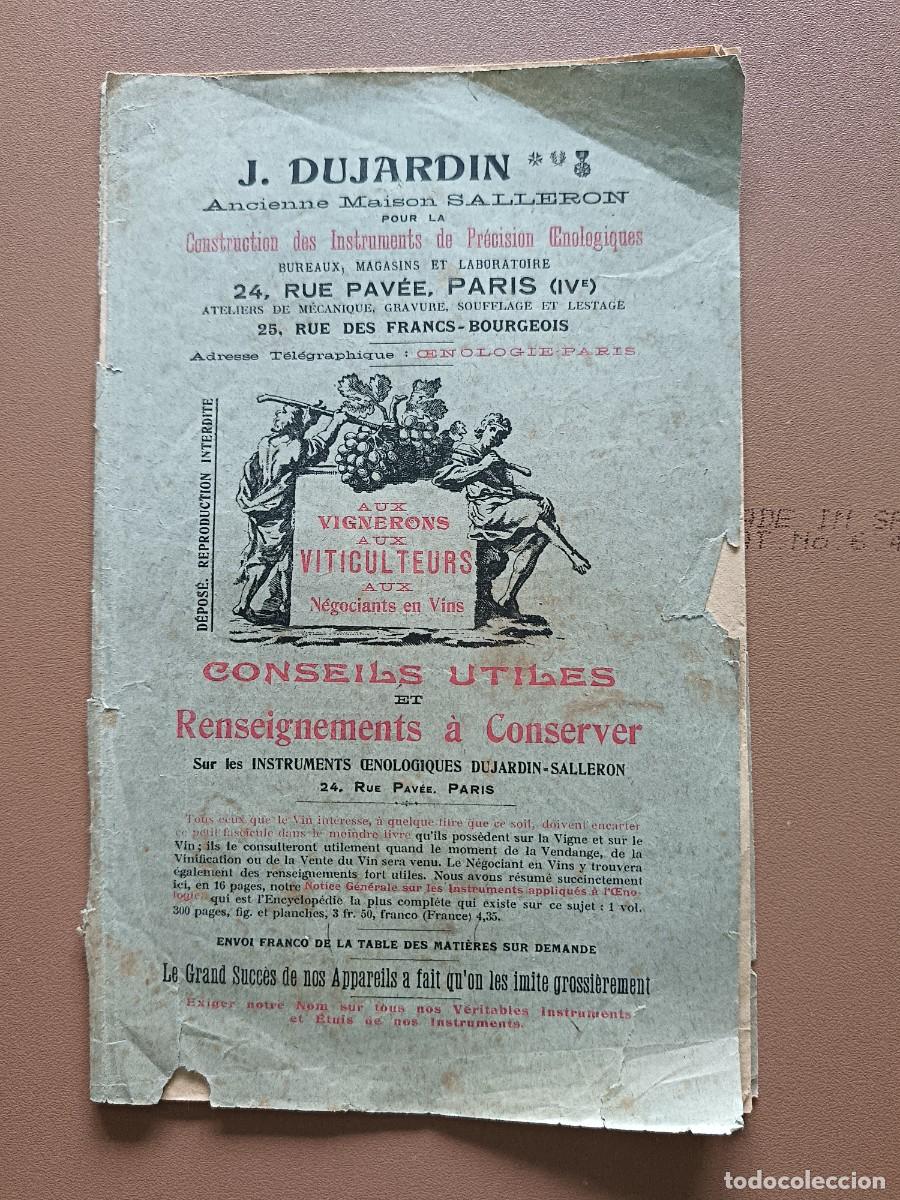 J. DUJARDIN
Ancienne Maison SALLERON
POUR LA
Construction des Instruments de Précision Œnologiques
BUREAUX, MAGASINS ET LABORATOIRE
24, RUE PAVÉE, PARIS (IVE)
ATELIERS DE MÉCANIQUE, GRAVURE, SOUFFLAGE ET LESTAGE
25, RUE DES FRANCS-BOURGEOIS
Adresse Télégraphique : ŒNOLOGIE-PARIS
DÉPOSÉ. REPRODUCTION INTERDITE
AUX
VIGNERONS
AUX
VITICULTEURS
AUX
Négociants en Vins
CONSEILS UTILES
ET
Renseignements à Conserver
Sur les INSTRUMENTS ŒNOLOGIQUES DUJARDIN-SALLERON
24, RUE PAVÉE, PARIS
Tous ceux que le Vin intéresse, à quelque titre que ce soit, doivent encarter
ce petit fascicule dans le moindre livre qu'ils possèdent sur la Vigne et sur le
Vin ; ils le consulteront utilement quand le moment de la Vendange, de la
Vinification ou de la Vente du Vin sera venu. Le Négociant en Vins y trouvera
également des renseignements fort utiles. Nous avons résumé succinctement
ici, en 16 pages, notre Notice Générale sur les Instruments appliqués à l'Œno-
logie qui est l'Encyclopédie la plus complète qui existe sur ce sujet : 1 vol.
300 pages, fig. et planches, 3 fr. 50, franco (France) 4,35.
ENVOI FRANCO DE LA TABLE DES MATIÈRES SUR DEMANDE
Le Grand Succès de nos Appareils a fait qu'on les imite grossièrement
Exiger notre Nom sur tous nos Véritables Instruments
et Étuis de nos Instruments.
ADE IN SP
No 6
todocoleccion